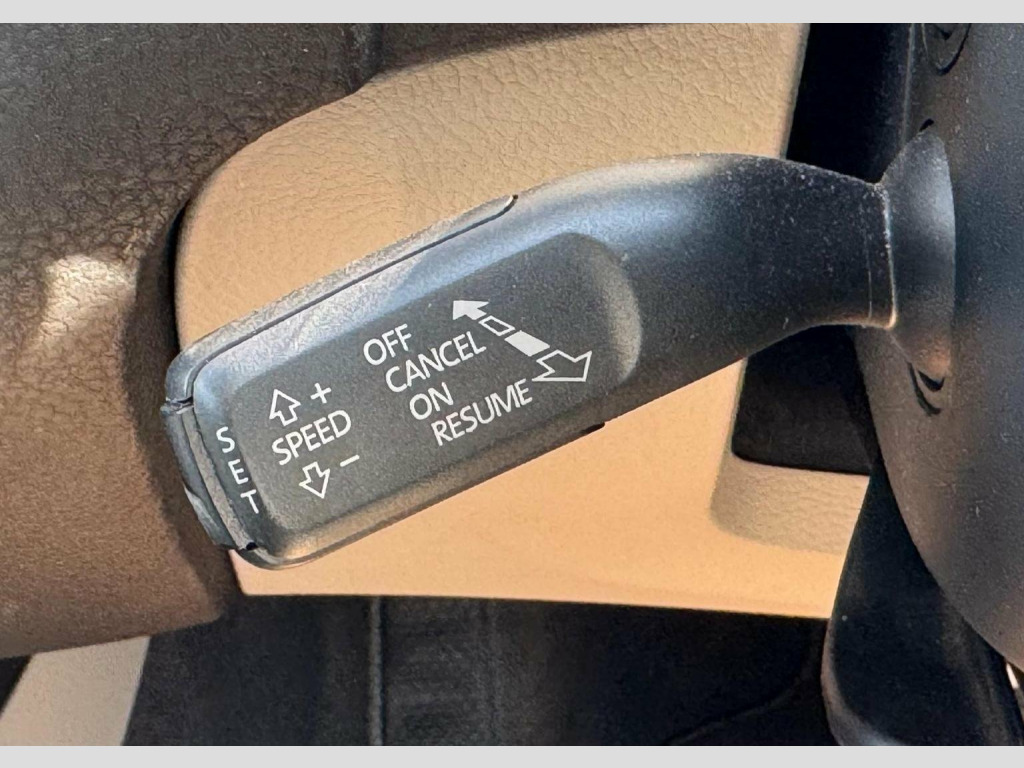 SET
+
SPEED
−
OFF
CANCEL
ON
RESUME